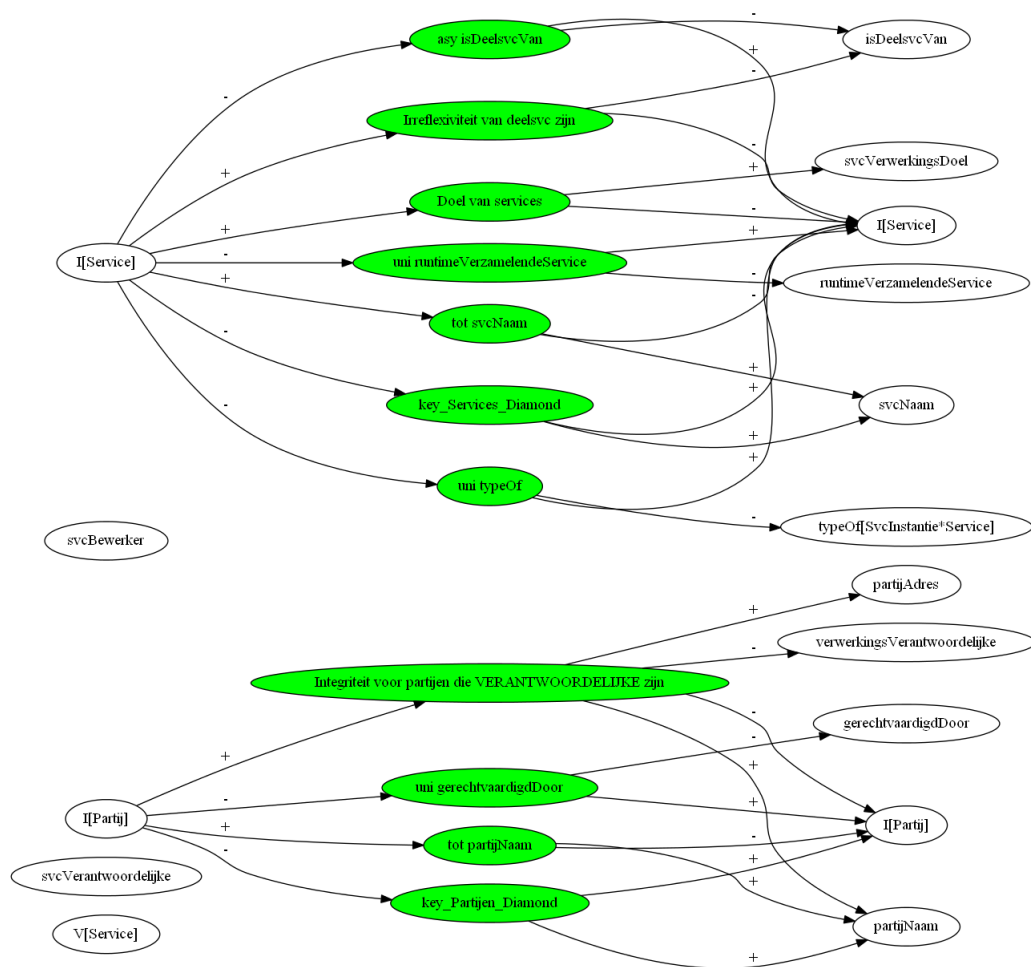 asy isDeelsvcVan
isDeelsvcVan
-
-
+
Irreflexiviteit van deelsvc zijn
-
-
+
svcVerwerkingsDoel
+
Doel van services
+
-
I[Service]
I[Service]
+
-
uni runtimeVerzamelendeService
+
-
runtimeVerzamelendeService
-
tot svcNaam
+
-
key_Services_Diamond
+
svcNaam
+
-
uni typeOf
+
-
typeOf[SvcInstantie*Service]
svcBewerker
partijAdres
+
verwerkingsVerantwoordelijke
-
Integriteit voor partijen die VERANTWOORDELIJKE zijn
-
gerechtvaardigdDoor
-
+
+
uni gerechtvaardigdDoor
-
+
I[Partij]
I[Partij]
+
tot partijNaam
-
-
+
svcVerantwoordelijke
+
key_Partijen_Diamond
partijNaam
V[Service]
+